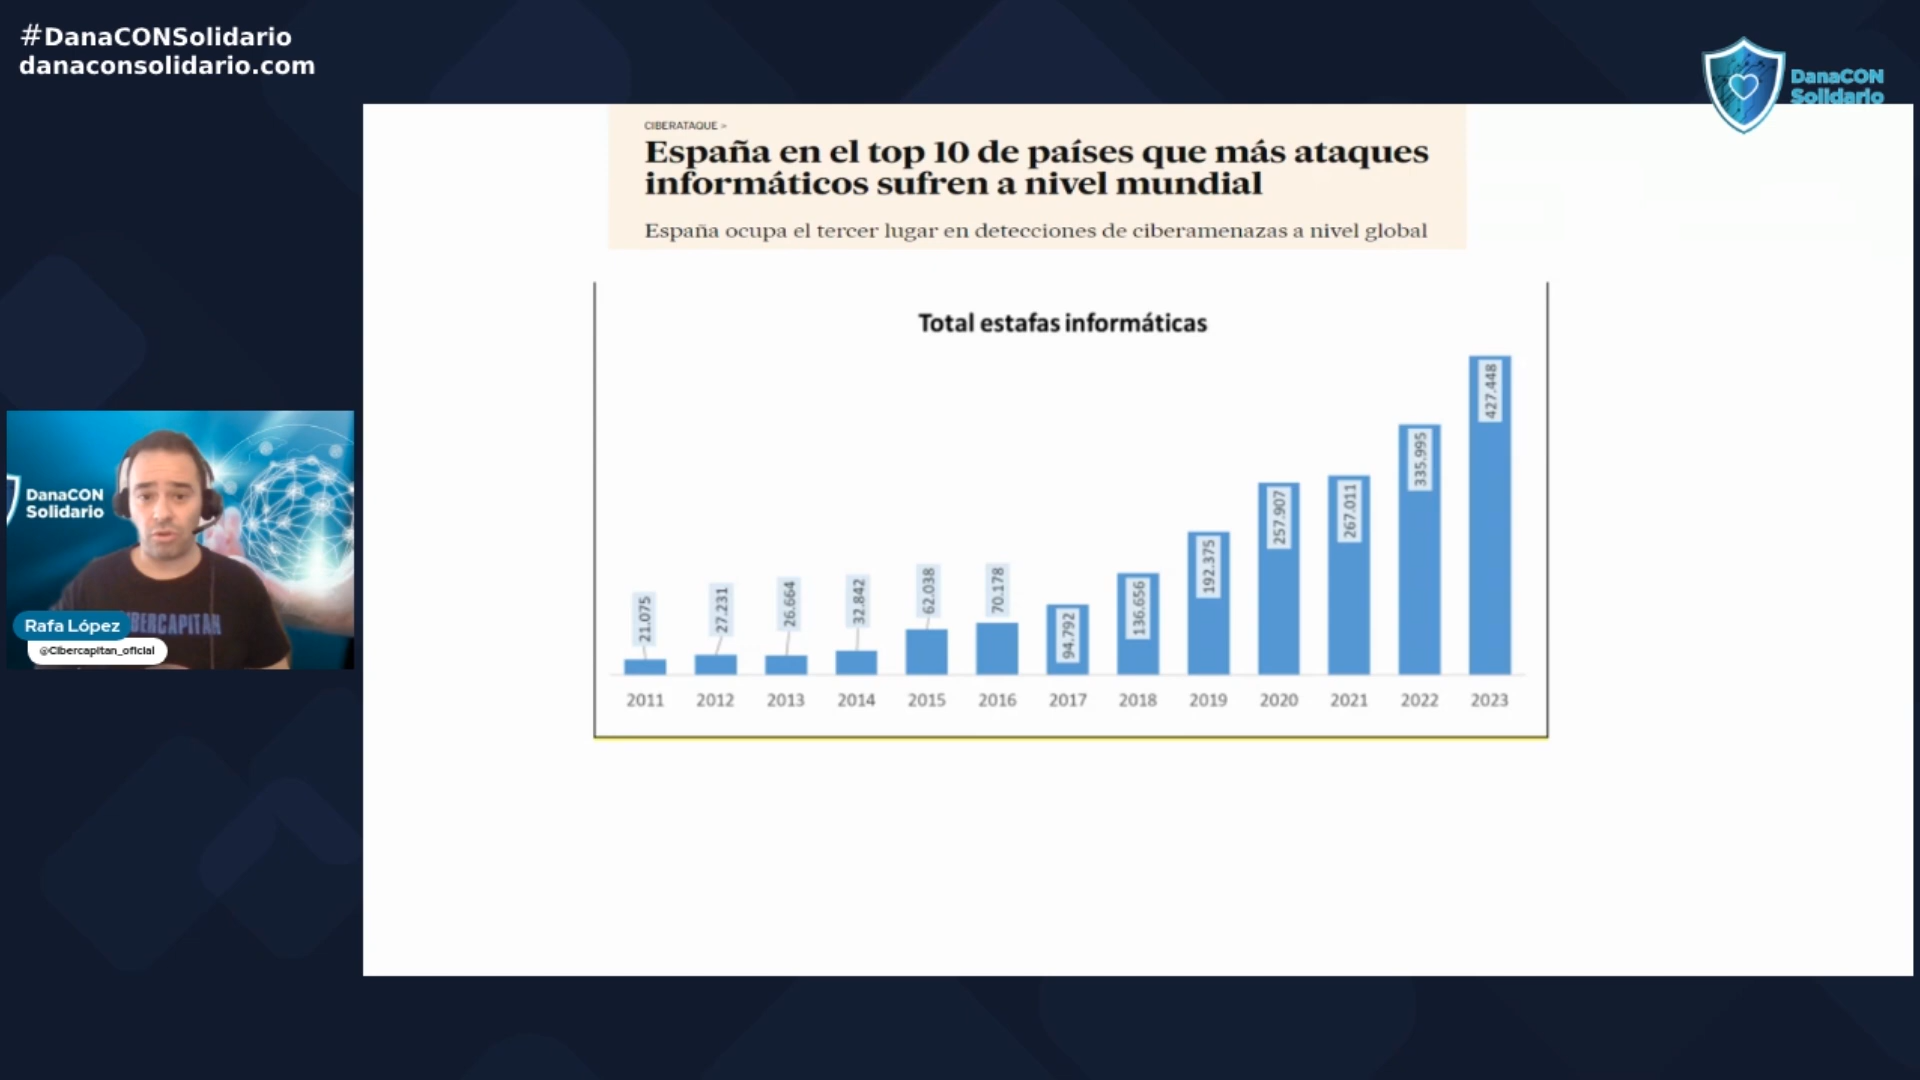 #DanaCONSolidario
danaconsolidario.com
DanaCON
Solidario
CIBERATAQUE >
España en el top 10 de países que más ataques
informáticos sufren a nivel mundial
España ocupa el tercer lugar en detecciones de ciberamenazas a nivel global
Total estafas informáticas
21.075
27.231
26.664
32.842
62.038
70.178
94.792
136.656
192.375
257.907
267.011
335.995
427.448
2011 2012 2013 2014 2015 2016 2017 2018 2019 2020 2021 2022 2023
DanaCON
Solidario
IBERCAPITAN
Rafa López
@Cibercapitan_oficial